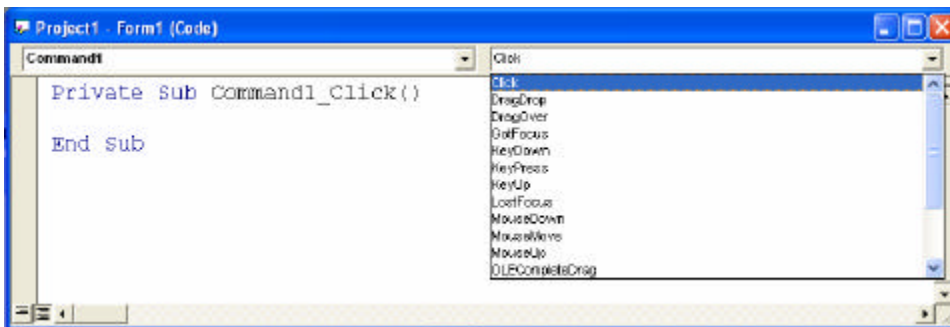 Project1 - Form1 (Code)
Command1
Click
Private Sub Command1_Click()
End Sub
Click
DragDrop
DragOver
GotFocus
KeyDown
KeyPress
KeyUp
LostFocus
MouseDown
MouseMove
MouseUp
OLECompleteDrag